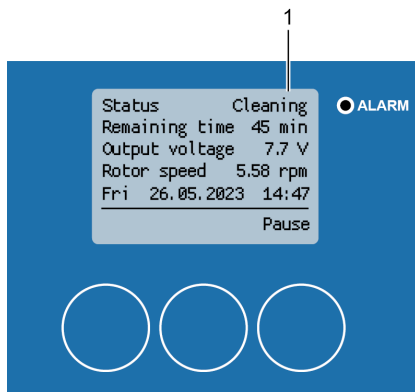 1
Status Cleaning
ALARM
Remaining time 45 min
Output voltage 7.7 V
Rotor speed 5.58 rpm
Fri 26.05.2023 14:47
Pause